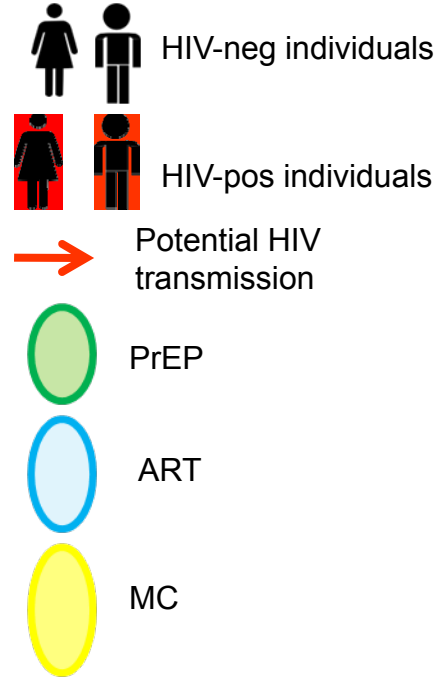 HIV-neg individuals
HIV-pos individuals
Potential HIV
transmission
PrEP
ART
MC